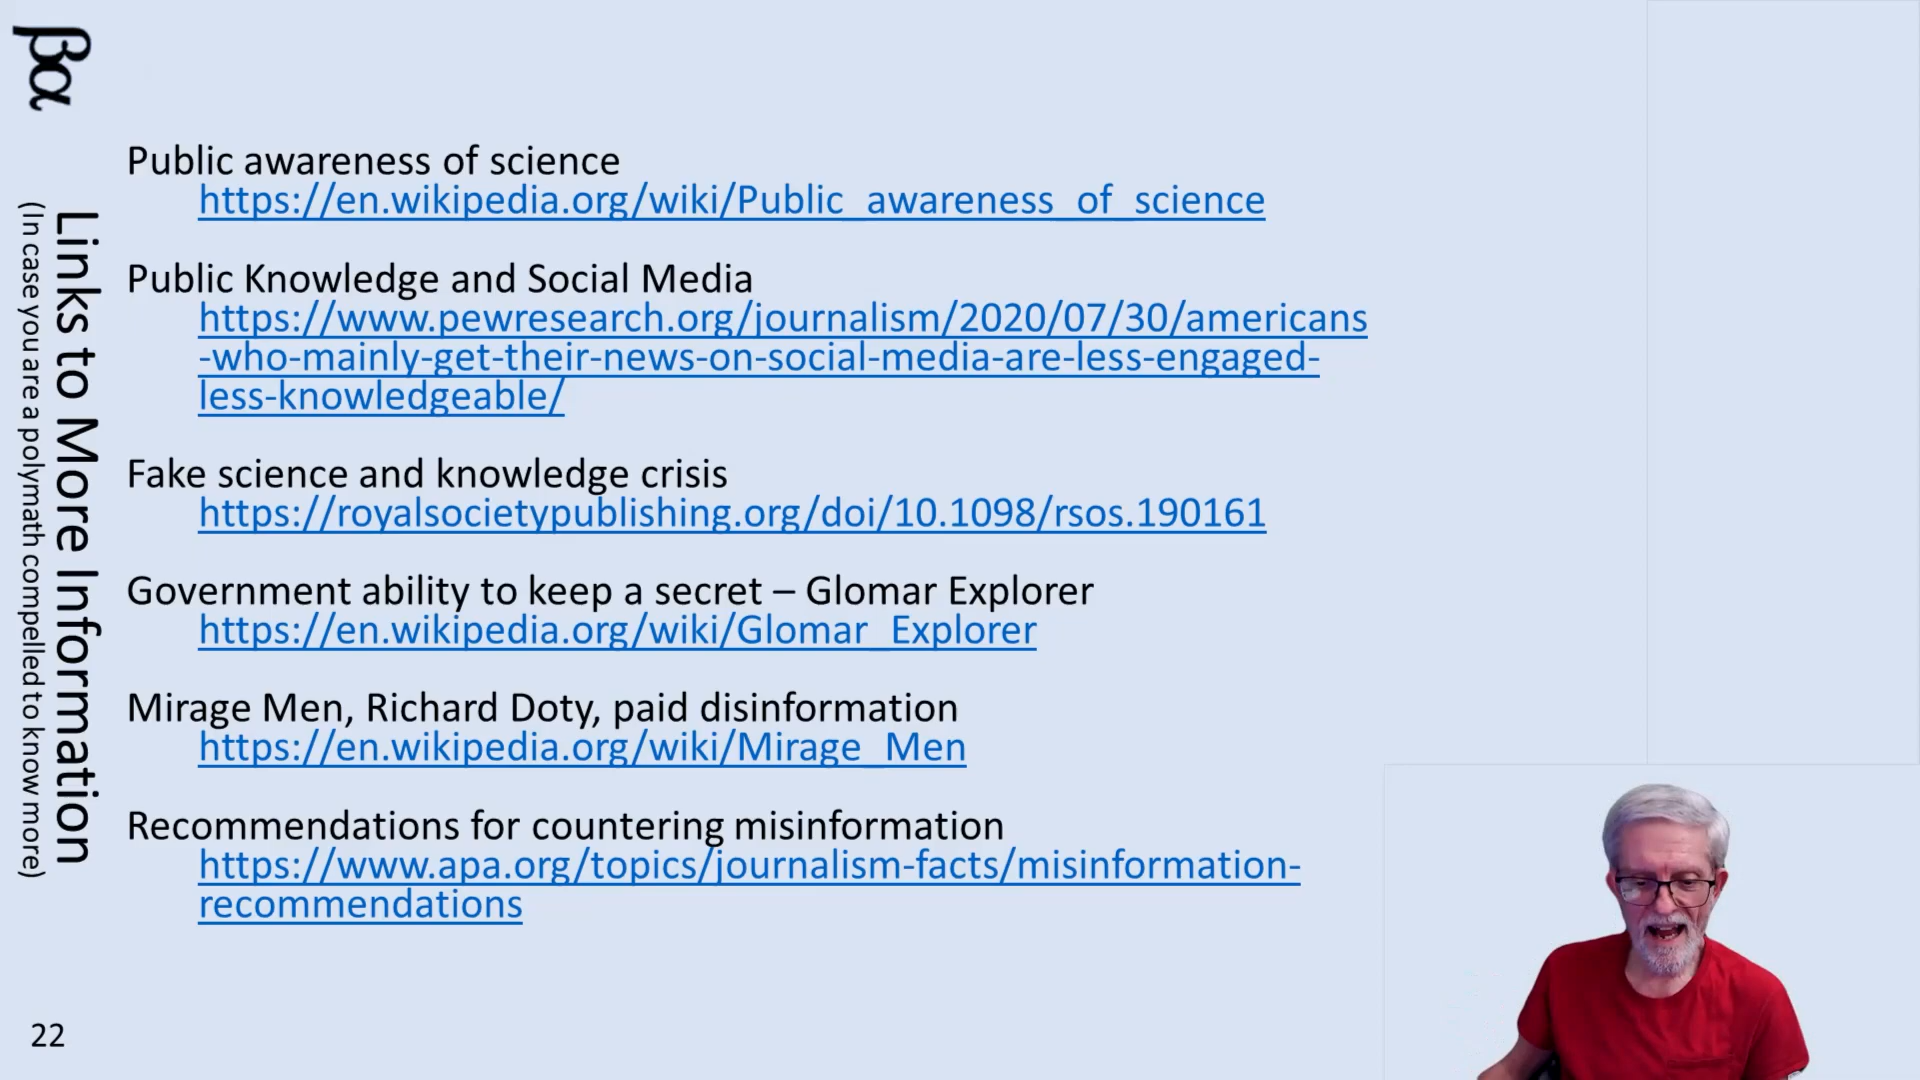 βα
Links to More Information
(In case you are a polymath compelled to know more)
Public awareness of science
https://en.wikipedia.org/wiki/Public_awareness_of_science
Public Knowledge and Social Media
https://www.pewresearch.org/journalism/2020/07/30/americans
-who-mainly-get-their-news-on-social-media-are-less-engaged-
less-knowledgeable/
Fake science and knowledge crisis
https://royalsocietypublishing.org/doi/10.1098/rsos.190161
Government ability to keep a secret – Glomar Explorer
https://en.wikipedia.org/wiki/Glomar_Explorer
Mirage Men, Richard Doty, paid disinformation
https://en.wikipedia.org/wiki/Mirage_Men
Recommendations for countering misinformation
https://www.apa.org/topics/journalism-facts/misinformation-
recommendations
22